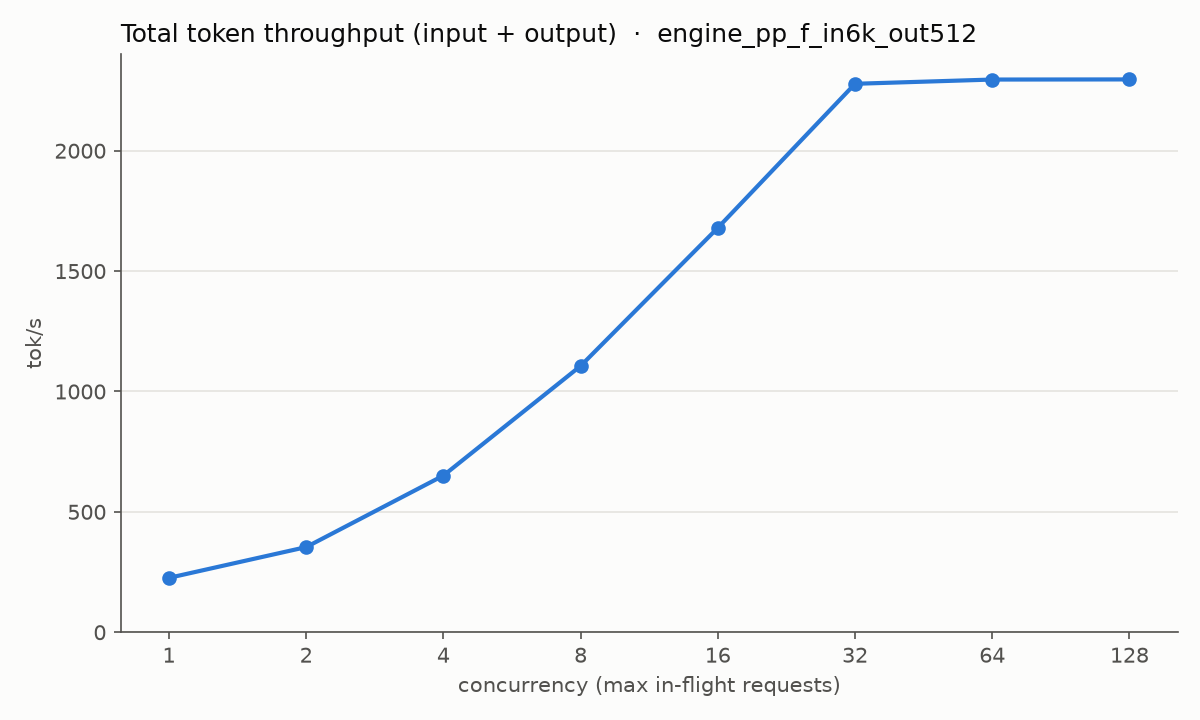 Total token throughput (input + output)  ·  engine_pp_f_in6k_out512
2000
1500
1000
500
0
tok/s
1 2 4 8 16 32 64 128
concurrency (max in-flight requests)